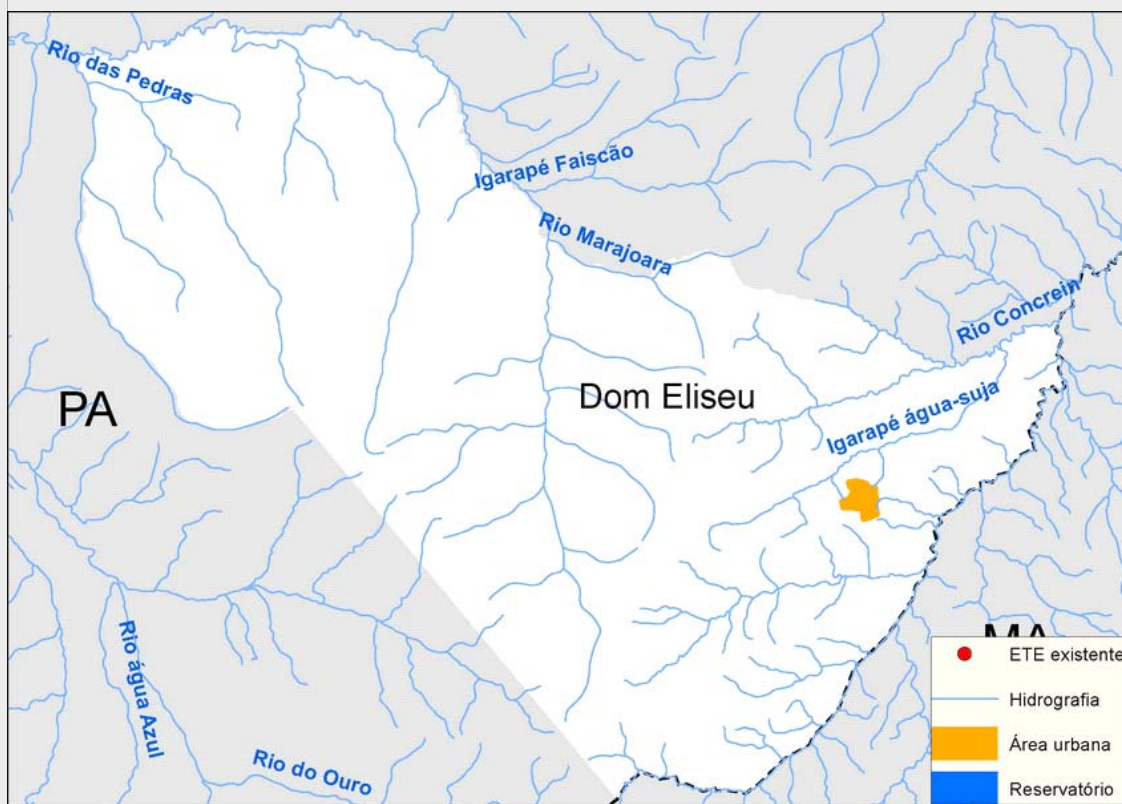 Rio das Pedras
Igarapé Faiscão
Rio Marajoara
Rio Concrein
Dom Eliseu
PA
Igarapé água-suja
Rio água Azul
Rio do Ouro
MA
ETE existente
Hidrografia
Área urbana
Reservatório